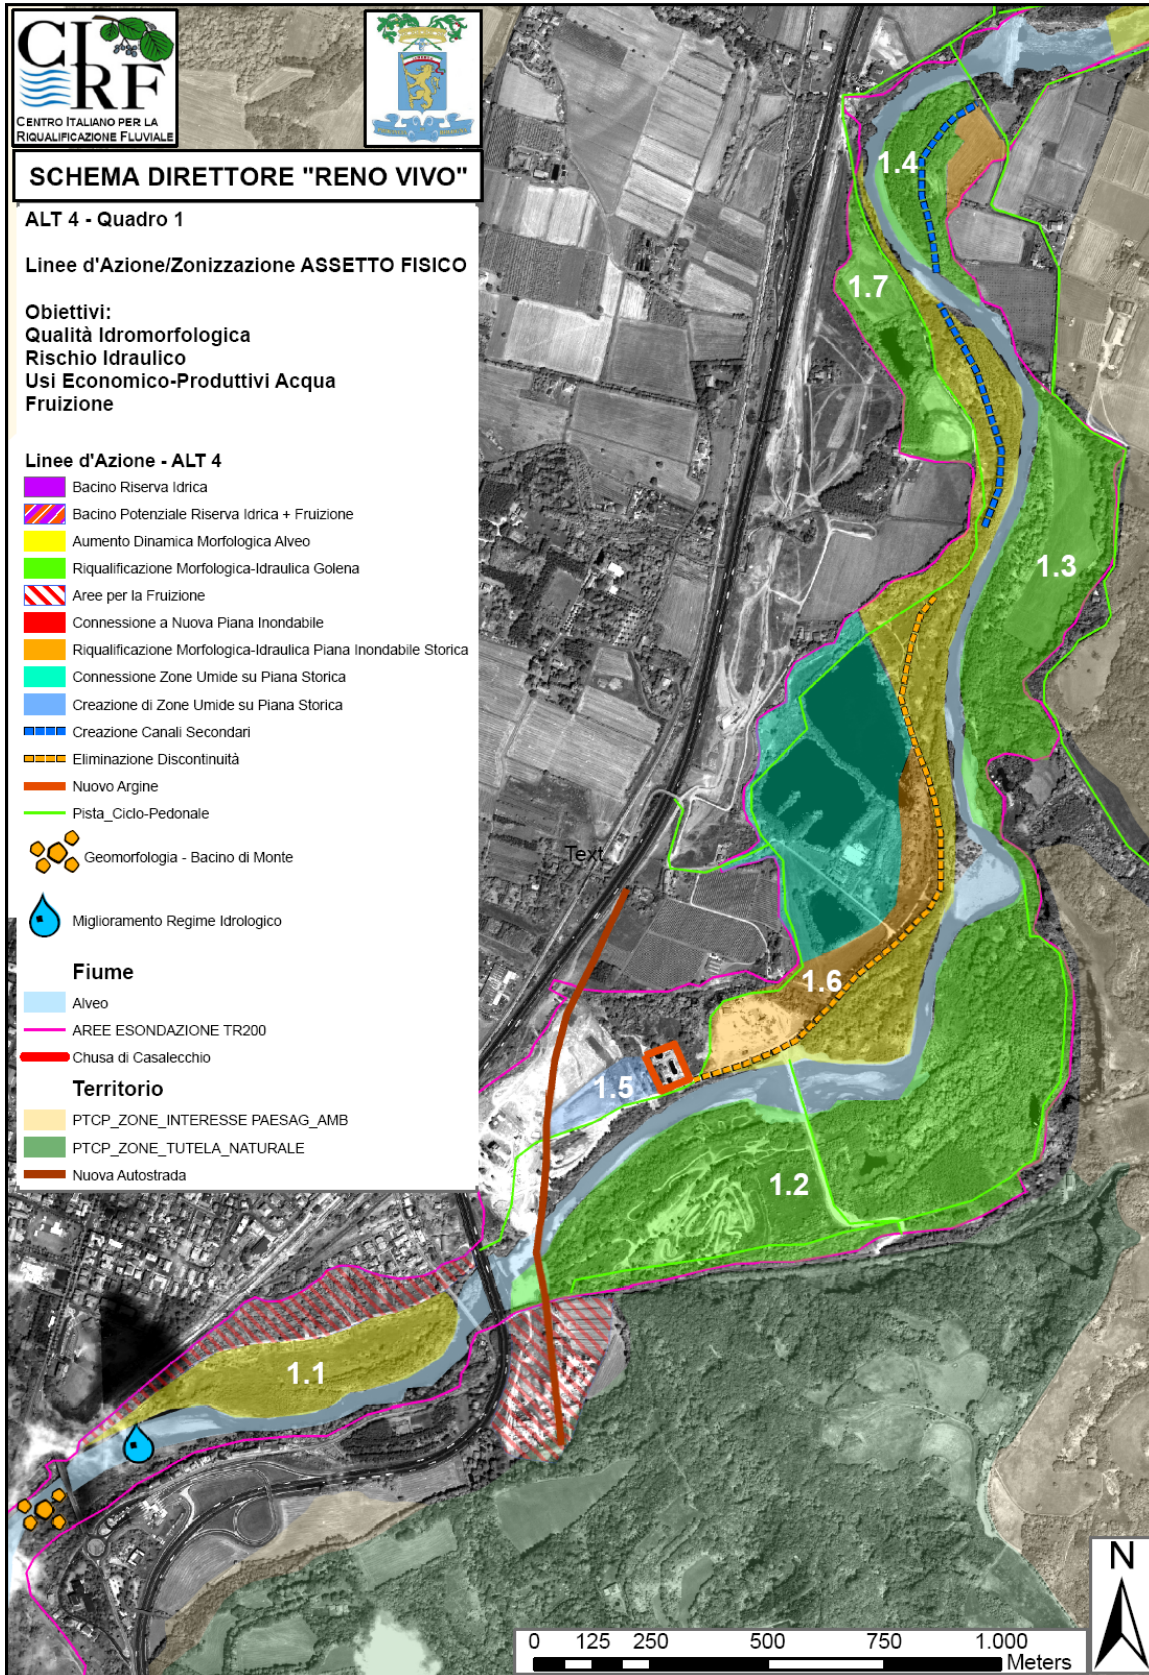 CIRF
CENTRO ITALIANO PER LA
RIQUALIFICAZIONE FLUVIALE
SCHEMA DIRETTORE "RENO VIVO"
ALT 4 - Quadro 1
Linee d'Azione/Zonizzazione ASSETTO FISICO
Obiettivi:
Qualità Idromorfologica
Rischio Idraulico
Usi Economico-Produttivi Acqua
Fruizione
Linee d'Azione - ALT 4
Bacino Riserva Idrica
Bacino Potenziale Riserva Idrica + Fruizione
Aumento Dinamica Morfologica Alveo
Riqualificazione Morfologica-Idraulica Golena
Aree per la Fruizione
Connessione a Nuova Piana Inondabile
Riqualificazione Morfologica-Idraulica Piana Inondabile Storica
Connessione Zone Umide su Piana Storica
Creazione di Zone Umide su Piana Storica
Creazione Canali Secondari
Eliminazione Discontinuità
Nuovo Argine
Pista_Ciclo-Pedonale
Geomorfologia - Bacino di Monte
Miglioramento Regime Idrologico
Fiume
Alveo
AREE ESONDAZIONE TR200
Chusa di Casalecchio
Territorio
PTCP_ZONE_INTERESSE PAESAG_AMB
PTCP_ZONE_TUTELA_NATURALE
Nuova Autostrada
1.4
1.7
1.3
Text
1.6
1.5
1.2
1.1
N
0 125 250 500 750 1.000
Meters